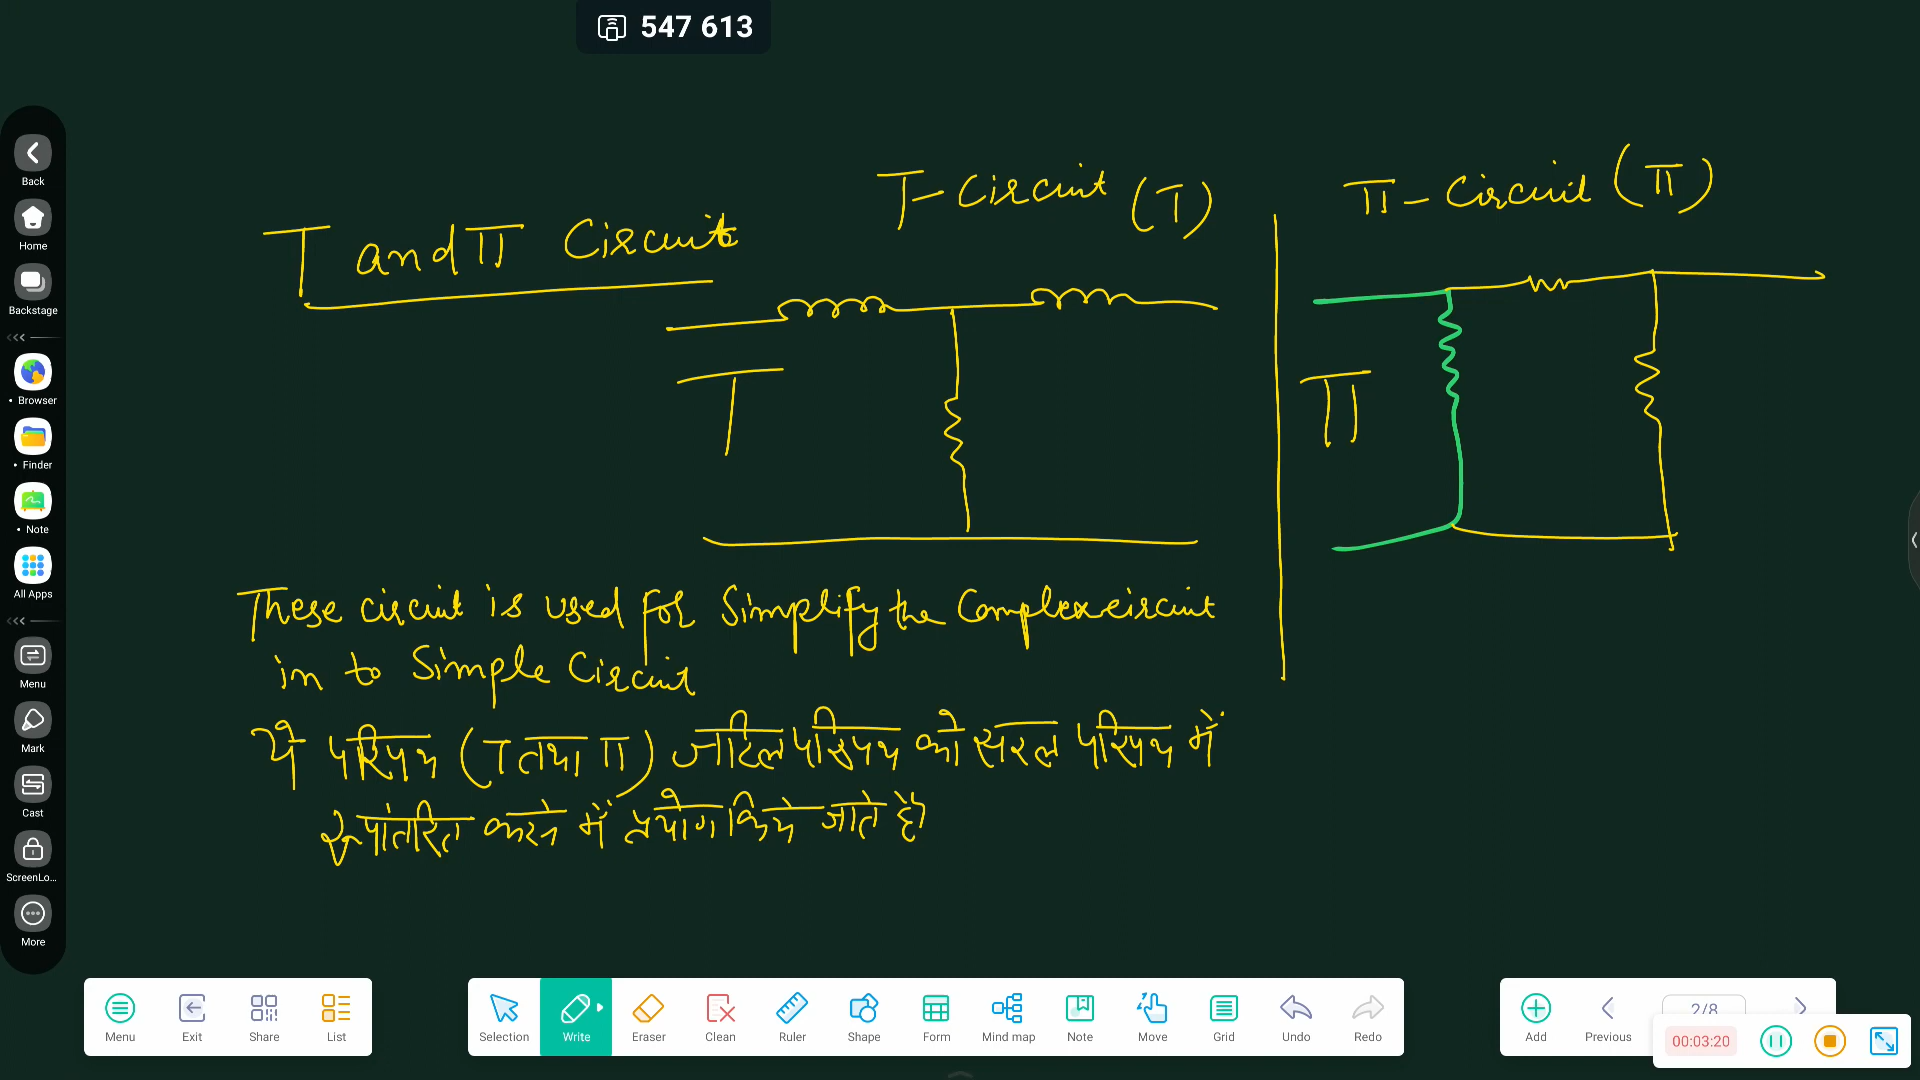 547 613
T-Circuit (T)
π-Circuit (π)
T and π Circuit
T
π
These circuit is used for Simplify the Complex circuit
in to Simple Circuit
ये परिपथ (T तथा π) जटिल परिपथ को सरल परिपथ में
रूपांतरित करने में प्रयोग किये जाते है
Back
Home
Backstage
Browser
Finder
Note
All Apps
Menu
Mark
Cast
ScreenLo...
More
Menu
Exit
Share
List
Selection
Write
Eraser
Clean
Ruler
Shape
Form
Mind map
Note
Move
Grid
Undo
Redo
Add
Previous
2/8
00:03:20